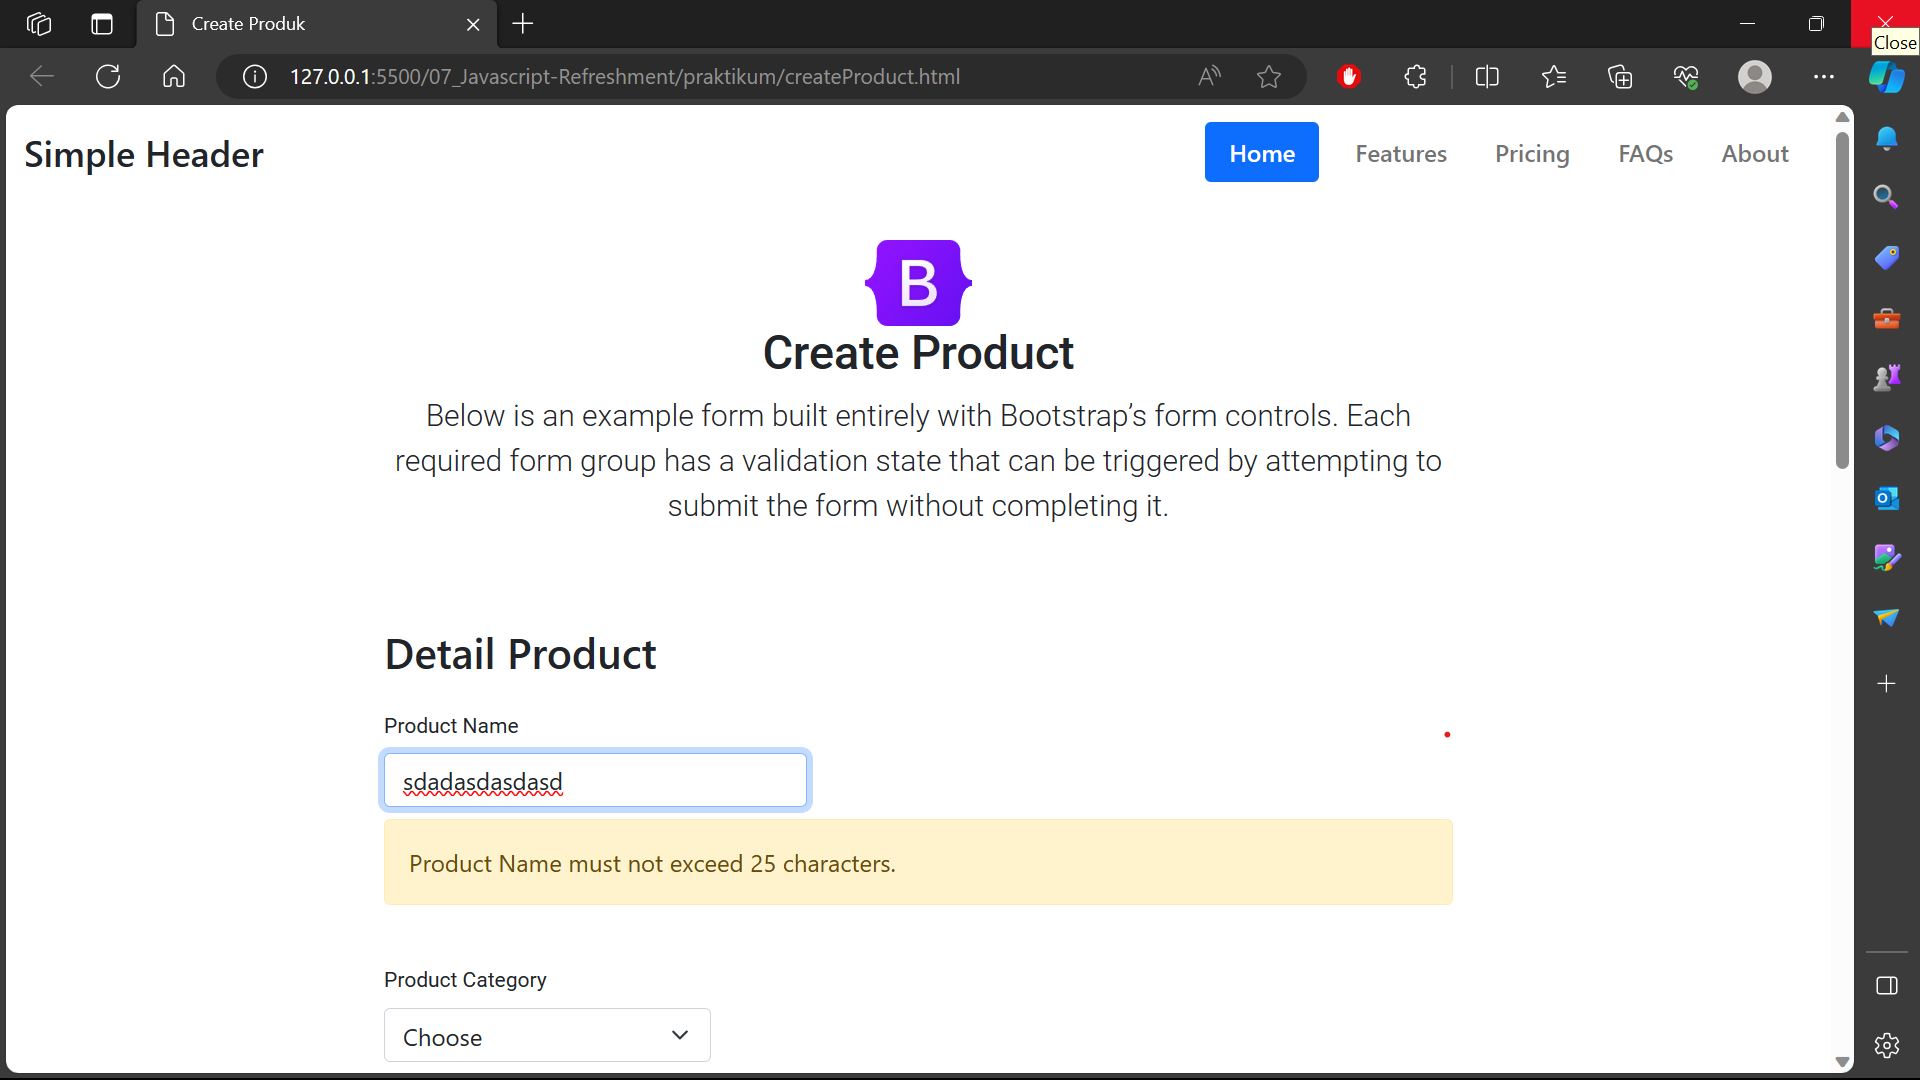 Create Produk
Close
127.0.0.1:5500/07_Javascript-Refreshment/praktikum/createProduct.html
Simple Header
Home
Features
Pricing
FAQs
About
B
Create Product
Below is an example form built entirely with Bootstrap’s form controls. Each
required form group has a validation state that can be triggered by attempting to
submit the form without completing it.
Detail Product
Product Name
sdadasdasdasd
Product Name must not exceed 25 characters.
Product Category
Choose